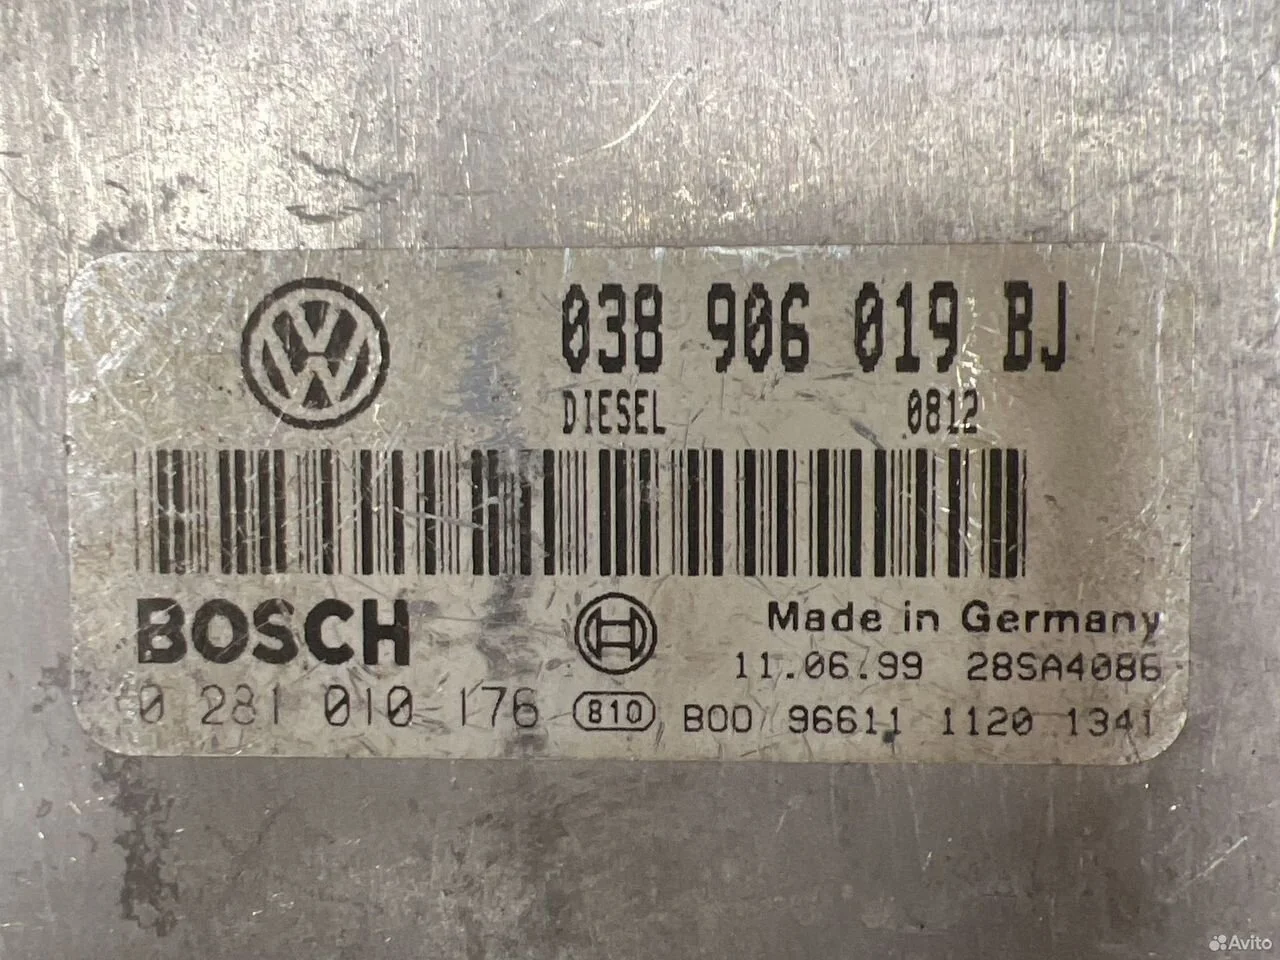 038 906 019 BJ
DIESEL 0812
BOSCH
Made in Germany
11.06.99 28SA4086
0 281 010 176 810 B00 96611 1120 1341
Avito